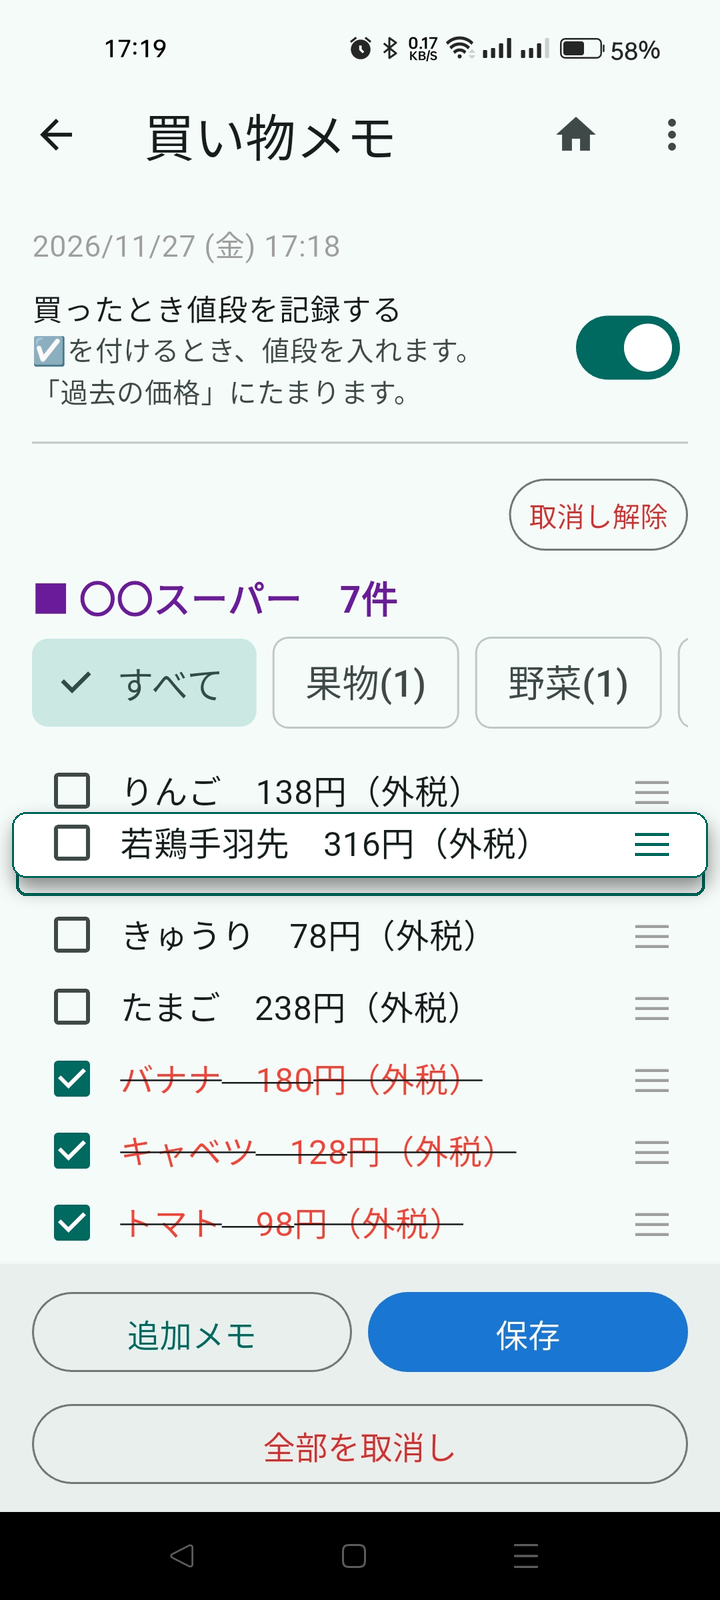 17:19 0.17 KB/S 58%
買い物メモ
2026/11/27 (金) 17:18
買ったとき値段を記録する
☑️を付けるとき、値段を入れます。
「過去の価格」にたまります。
取消し解除
■ 〇〇スーパー　7件
すべて 果物(1) 野菜(1)
りんご　138円（外税）
若鶏手羽先　316円（外税）
きゅうり　78円（外税）
たまご　238円（外税）
バナナ　180円（外税）
キャベツ　128円（外税）
トマト　98円（外税）
追加メモ 保存
全部を取消し